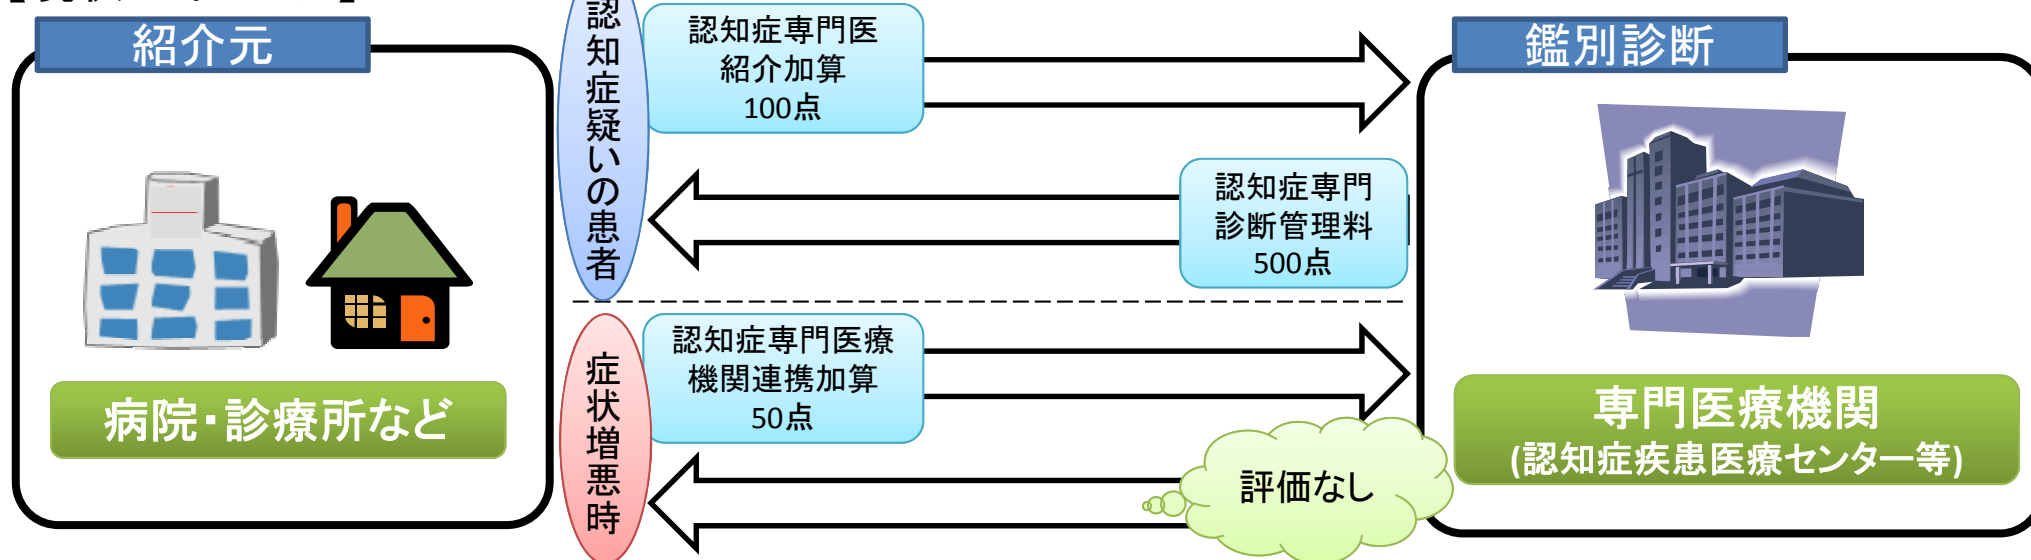 紹介元
病院・診療所など
認知症疑いの患者
認知症専門医
紹介加算
100点
認知症専門
診断管理料
500点
症状増悪時
認知症専門医療
機関連携加算
50点
評価なし
鑑別診断
専門医療機関
(認知症疾患医療センター等)